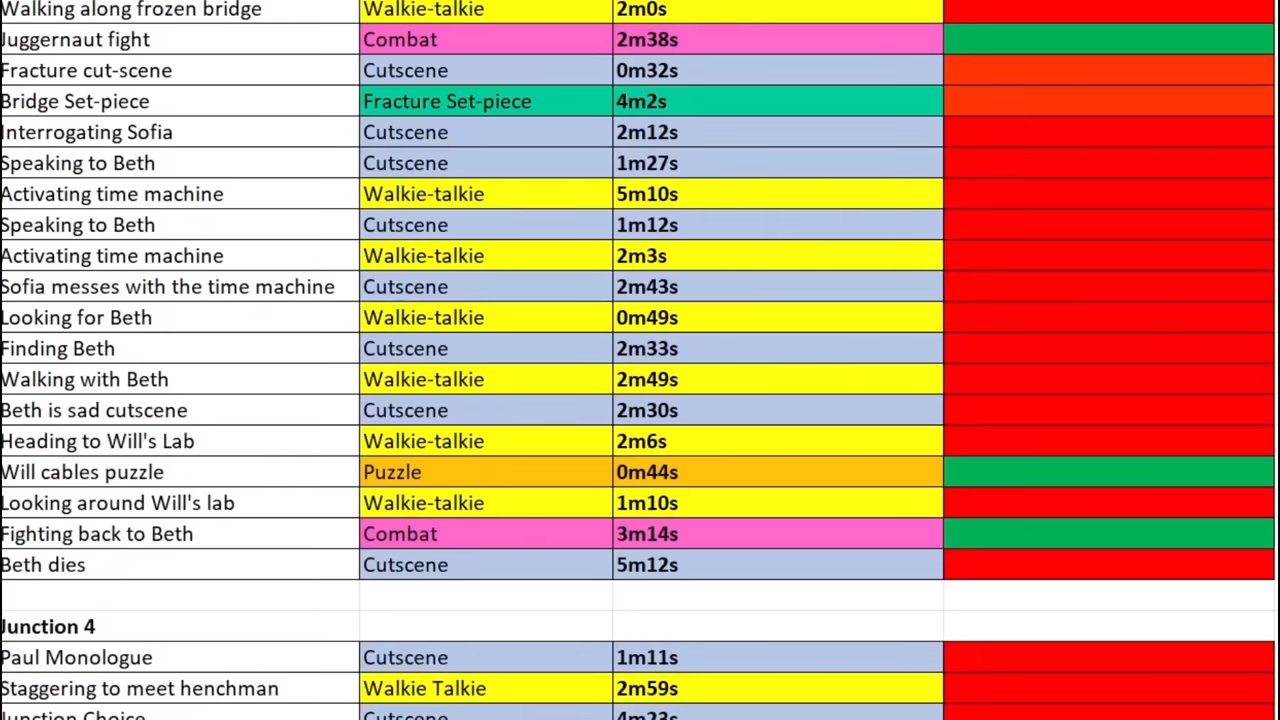 Walking along frozen bridge Walkie-talkie 2m0s
Juggernaut fight Combat 2m38s
Fracture cut-scene Cutscene 0m32s
Bridge Set-piece Fracture Set-piece 4m2s
Interrogating Sofia Cutscene 2m12s
Speaking to Beth Cutscene 1m27s
Activating time machine Walkie-talkie 5m10s
Speaking to Beth Cutscene 1m12s
Activating time machine Walkie-talkie 2m3s
Sofia messes with the time machine Cutscene 2m43s
Looking for Beth Walkie-talkie 0m49s
Finding Beth Cutscene 2m33s
Walking with Beth Walkie-talkie 2m49s
Beth is sad cutscene Cutscene 2m30s
Heading to Will's Lab Walkie-talkie 2m6s
Will cables puzzle Puzzle 0m44s
Looking around Will's lab Walkie-talkie 1m10s
Fighting back to Beth Combat 3m14s
Beth dies Cutscene 5m12s
Junction 4
Paul Monologue Cutscene 1m11s
Staggering to meet henchman Walkie Talkie 2m59s
Junction Choice Cutscene 4m23s